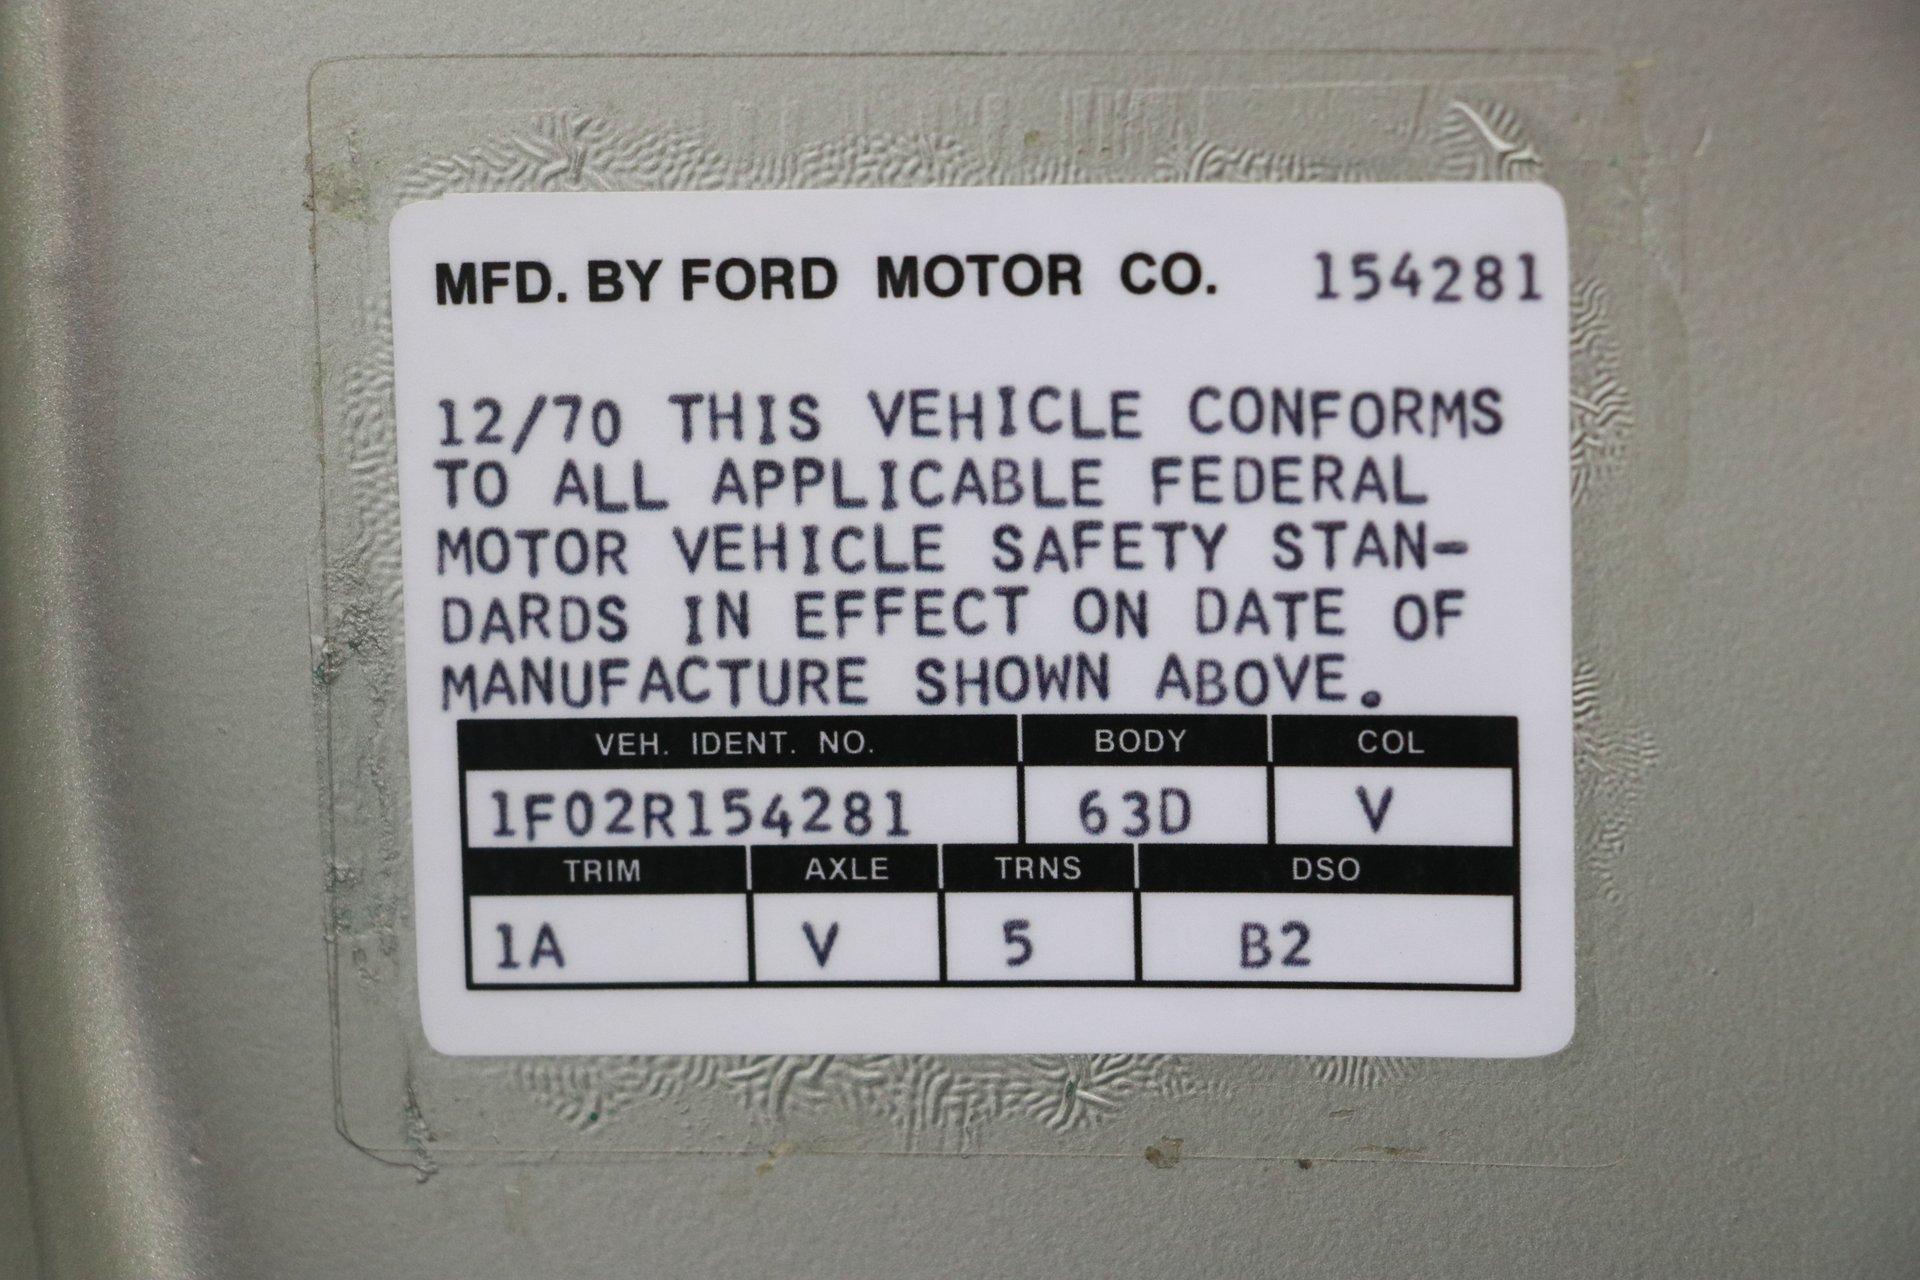 MFD. BY FORD MOTOR CO. 154281
12/70 THIS VEHICLE CONFORMS
TO ALL APPLICABLE FEDERAL
MOTOR VEHICLE SAFETY STAN-
DARDS IN EFFECT ON DATE OF
MANUFACTURE SHOWN ABOVE.
VEH. IDENT. NO. BODY COL
1F02R154281 63D V
TRIM AXLE TRNS DSO
1A V 5 B2